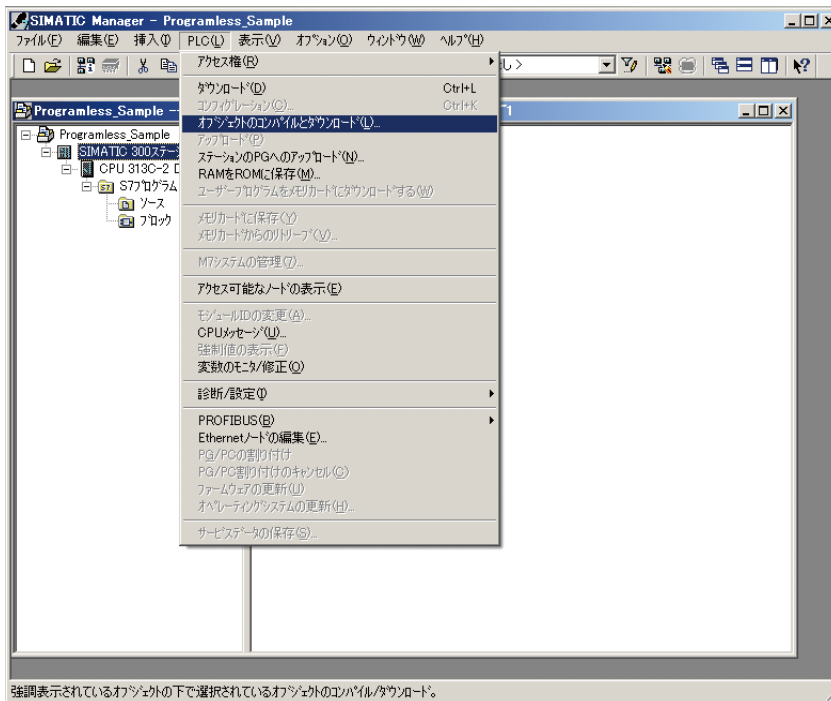 SIMATIC Manager - Programless_Sample
ﾌｧｲﾙ(F) 編集(E) 挿入(I) PLC(L) 表示(V) ｵﾌﾟｼｮﾝ(O) ｳｨﾝﾄﾞｳ(W) ﾍﾙﾌﾟ(H)
ｱｸｾｽ権(R)
ﾀﾞｳﾝﾛｰﾄﾞ(D) Ctrl+L
ｺﾝﾌｨｸﾞﾚｰｼｮﾝ(C)... Ctrl+K
ｵﾌﾞｼﾞｪｸﾄのｺﾝﾊﾟｲﾙとﾀﾞｳﾝﾛｰﾄﾞ(L)...
ｱｯﾌﾟﾛｰﾄﾞ(P)
ｽﾃｰｼｮﾝのPGへのｱｯﾌﾟﾛｰﾄﾞ(N)...
RAMをROMに保存(M)...
ﾕｰｻﾞｰﾌﾟﾛｸﾞﾗﾑをﾒﾓﾘｶｰﾄﾞにﾀﾞｳﾝﾛｰﾄﾞする(W)
ﾒﾓﾘｶｰﾄﾞに保存(Y)
ﾒﾓﾘｶｰﾄﾞからのﾘﾄﾘｰﾌﾞ(V)...
M7ｼｽﾃﾑの管理(7)...
ｱｸｾｽ可能なﾉｰﾄﾞの表示(E)
ﾓｼﾞｭｰﾙIDの変更(A)...
CPUﾒｯｾｰｼﾞ(U)...
強制値の表示(F)
変数のﾓﾆﾀ/修正(O)
診断/設定(I)
PROFIBUS(B)
Ethernetﾉｰﾄﾞの編集(E)...
PG/PCの割り付け
PG/PC割り付けのｷｬﾝｾﾙ(C)
ﾌｧｰﾑｳｪｱの更新(U)
ｵﾍﾟﾚｰﾃｨﾝｸﾞｼｽﾃﾑの更新(H)...
ｻｰﾋﾞｽﾃﾞｰﾀの保存(S)...
Programless_Sample --
Programless_Sample
SIMATIC 300ｽﾃｰｼ
CPU 313C-2 D
S7ﾌﾟﾛｸﾞﾗﾑ
ｿｰｽ
ﾌﾞﾛｯｸ
強調表示されているｵﾌﾞｼﾞｪｸﾄの下で選択されているｵﾌﾞｼﾞｪｸﾄのｺﾝﾊﾟｲﾙ/ﾀﾞｳﾝﾛｰﾄﾞ。